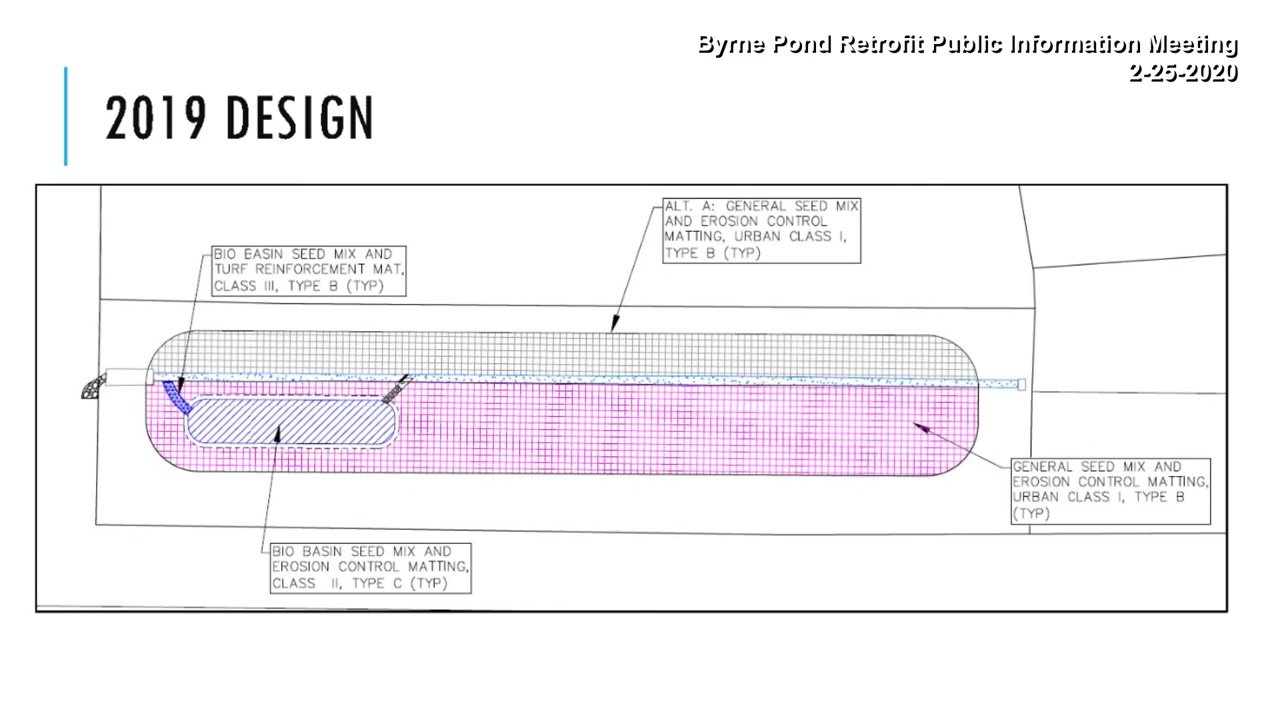 Byrne Pond Retrofit Public Information Meeting
2-25-2020
2019 DESIGN
ALT. A: GENERAL SEED MIX
AND EROSION CONTROL
MATTING, URBAN CLASS I,
TYPE B (TYP)
BIO BASIN SEED MIX AND
TURF REINFORCEMENT MAT,
CLASS III, TYPE B (TYP)
GENERAL SEED MIX AND
EROSION CONTROL MATTING,
URBAN CLASS I, TYPE B
(TYP)
BIO BASIN SEED MIX AND
EROSION CONTROL MATTING,
CLASS II, TYPE C (TYP)